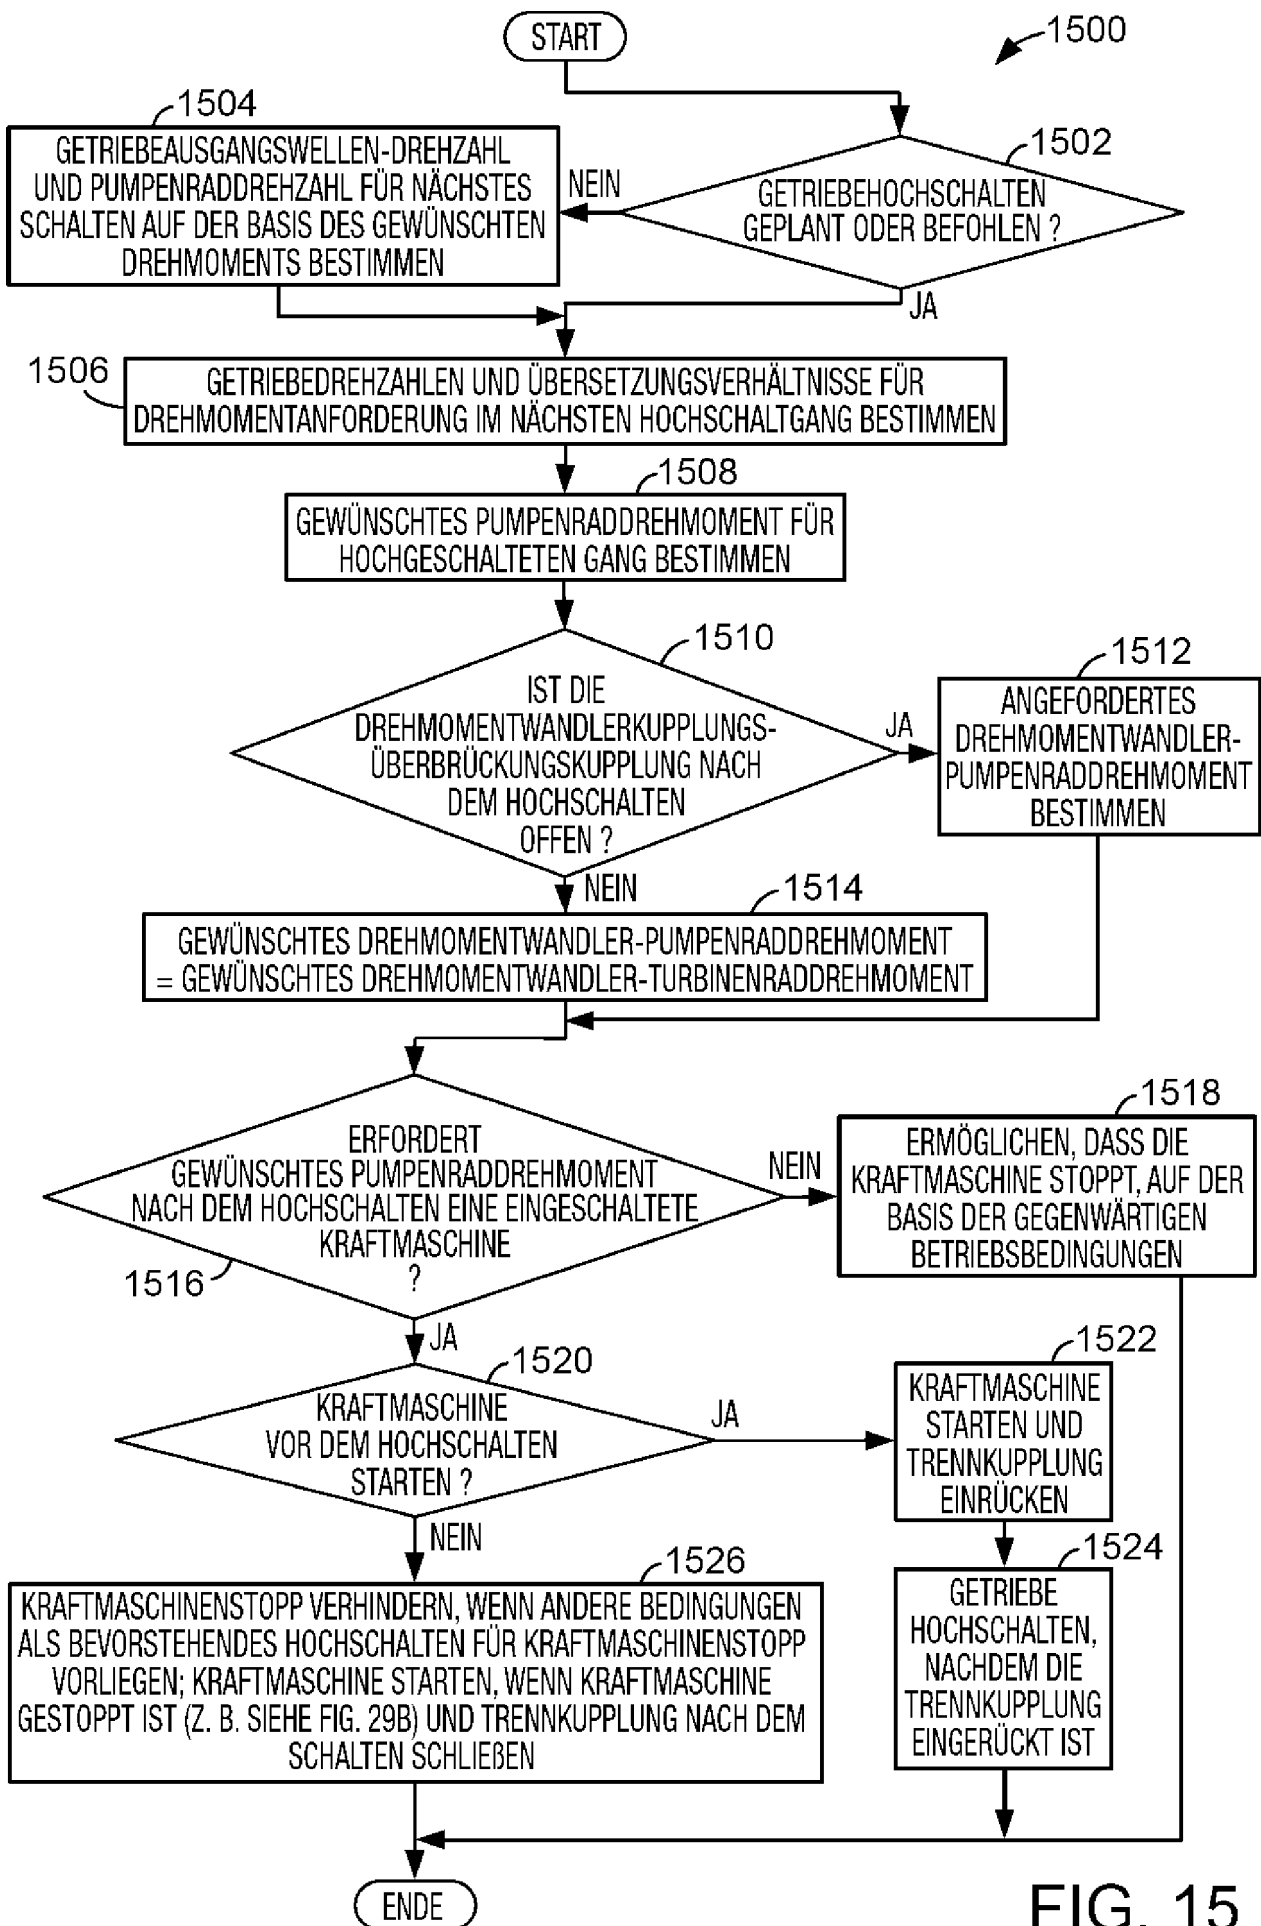 START
1500
1504
GETRIEBEAUSGANGSWELLEN-DREHZAHL
UND PUMPENRADDREHZAHL FÜR NÄCHSTES
SCHALTEN AUF DER BASIS DES GEWÜNSCHTEN
DREHMOMENTS BESTIMMEN
NEIN
1502
GETRIEBEHOCHSCHALTEN
GEPLANT ODER BEFOHLEN ?
JA
1506
GETRIEBEDREHZAHLEN UND ÜBERSETZUNGSVERHÄLTNISSE FÜR
DREHMOMENTANFORDERUNG IM NÄCHSTEN HOCHSCHALTGANG BESTIMMEN
1508
GEWÜNSCHTES PUMPENRADDREHMOMENT FÜR
HOCHGESCHALTETEN GANG BESTIMMEN
1510
IST DIE
DREHMOMENTWANDLERKUPPLUNGS-
ÜBERBRÜCKUNGSKUPPLUNG NACH
DEM HOCHSCHALTEN
OFFEN ?
JA
1512
ANGEFORDERTES
DREHMOMENTWANDLER-
PUMPENRADDREHMOMENT
BESTIMMEN
NEIN
1514
GEWÜNSCHTES DREHMOMENTWANDLER-PUMPENRADDREHMOMENT
= GEWÜNSCHTES DREHMOMENTWANDLER-TURBINENRADDREHMOMENT
ERFORDERT
GEWÜNSCHTES PUMPENRADDREHMOMENT
NACH DEM HOCHSCHALTEN EINE EINGESCHALTETE
KRAFTMASCHINE
?
1516
NEIN
1518
ERMÖGLICHEN, DASS DIE
KRAFTMASCHINE STOPPT, AUF DER
BASIS DER GEGENWÄRTIGEN
BETRIEBSBEDINGUNGEN
JA
1520
KRAFTMASCHINE
VOR DEM HOCHSCHALTEN
STARTEN ?
JA
1522
KRAFTMASCHINE
STARTEN UND
TRENNKUPPLUNG
EINRÜCKEN
NEIN
1526
KRAFTMASCHINENSTOPP VERHINDERN, WENN ANDERE BEDINGUNGEN
ALS BEVORSTEHENDES HOCHSCHALTEN FÜR KRAFTMASCHINENSTOPP
VORLIEGEN; KRAFTMASCHINE STARTEN, WENN KRAFTMASCHINE
GESTOPPT IST (Z. B. SIEHE FIG. 29B) UND TRENNKUPPLUNG NACH DEM
SCHALTEN SCHLIEẞEN
1524
GETRIEBE
HOCHSCHALTEN,
NACHDEM DIE
TRENNKUPPLUNG
EINGERÜCKT IST
ENDE
FIG. 15